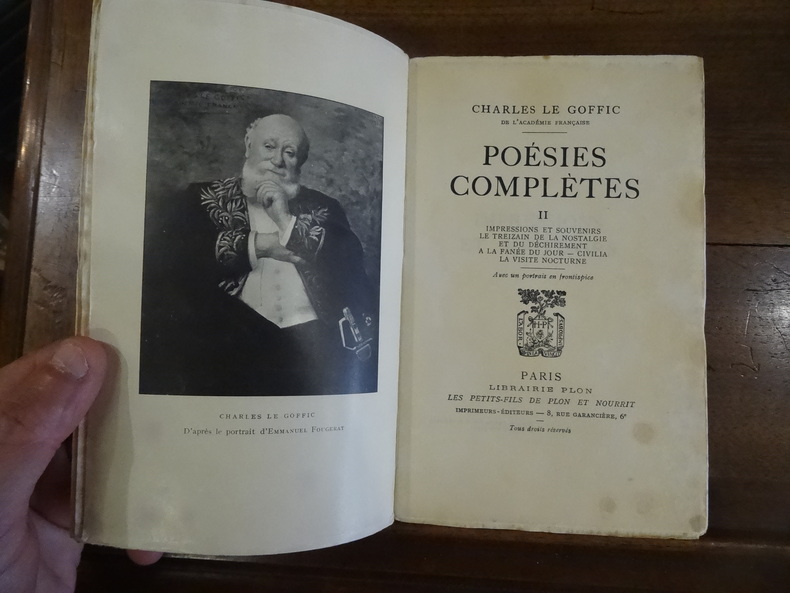 CHARLES LE GOFFIC
D'après le portrait d'EMMANUEL FOUGERAT
CHARLES LE GOFFIC
DE L'ACADÉMIE FRANÇAISE
POÉSIES
COMPLÈTES
II
IMPRESSIONS ET SOUVENIRS
LE TREIZAIN DE LA NOSTALGIE
ET DU DÉCHIREMENT
A LA FANÉE DU JOUR — CIVILIA
LA VISITE NOCTURNE
Avec un portrait en frontispice
PARIS
LIBRAIRIE PLON
LES PETITS-FILS DE PLON ET NOURRIT
IMPRIMEURS-ÉDITEURS — 8, RUE GARANCIÈRE, 6e
Tous droits réservés